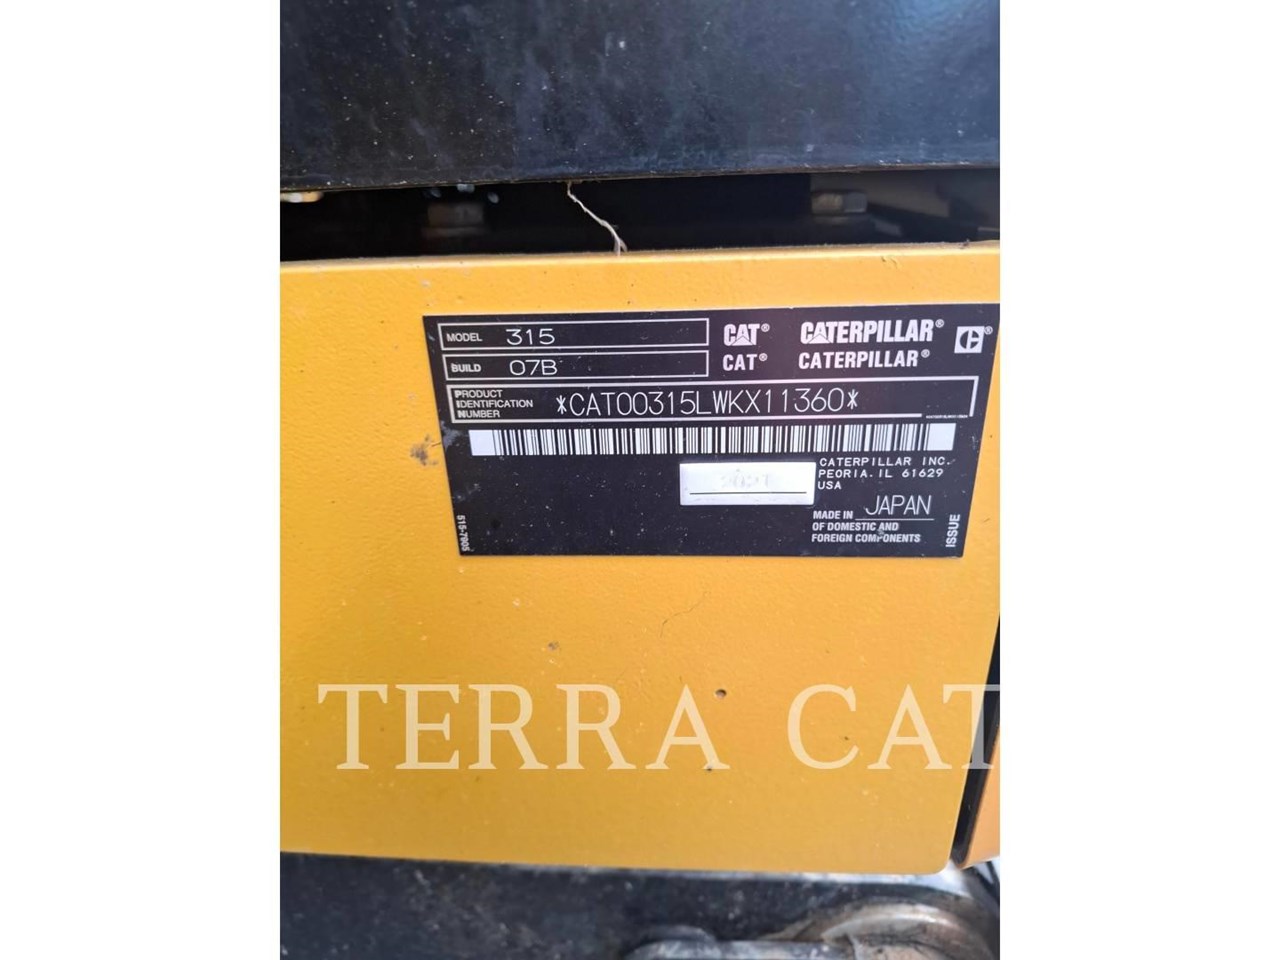 MODEL 315
BUILD 07B
CAT® CATERPILLAR® ®
CAT® CATERPILLAR®
PRODUCT
IDENTIFICATION
NUMBER
*CAT00315LWKX11360*
CATERPILLAR INC.
PEORIA. IL 61629
USA
2021
MADE IN JAPAN
OF DOMESTIC AND
FOREIGN COMPONENTS
515-7905
ISSUE
TERRA CAT